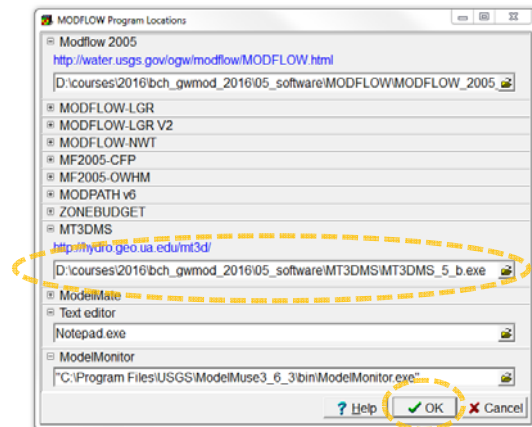 MODFLOW Program Locations
Modflow 2005
http://water.usgs.gov/ogw/modflow/MODFLOW.html
D:\courses\2016\bch_gwmod_2016\05_software\MODFLOW\MODFLOW_2005_
MODFLOW-LGR
MODFLOW-LGR V2
MODFLOW-NWT
MF2005-CFP
MF2005-OWHM
MODPATH v6
ZONEBUDGET
MT3DMS
http://hydro.geo.ua.edu/mt3d/
D:\courses\2016\bch_gwmod_2016\05_software\MT3DMS\MT3DMS_5_b.exe
ModelMate
Text editor
Notepad.exe
ModelMonitor
"C:\Program Files\USGS\ModelMuse3_6_3\bin\ModelMonitor.exe"
? Help OK Cancel